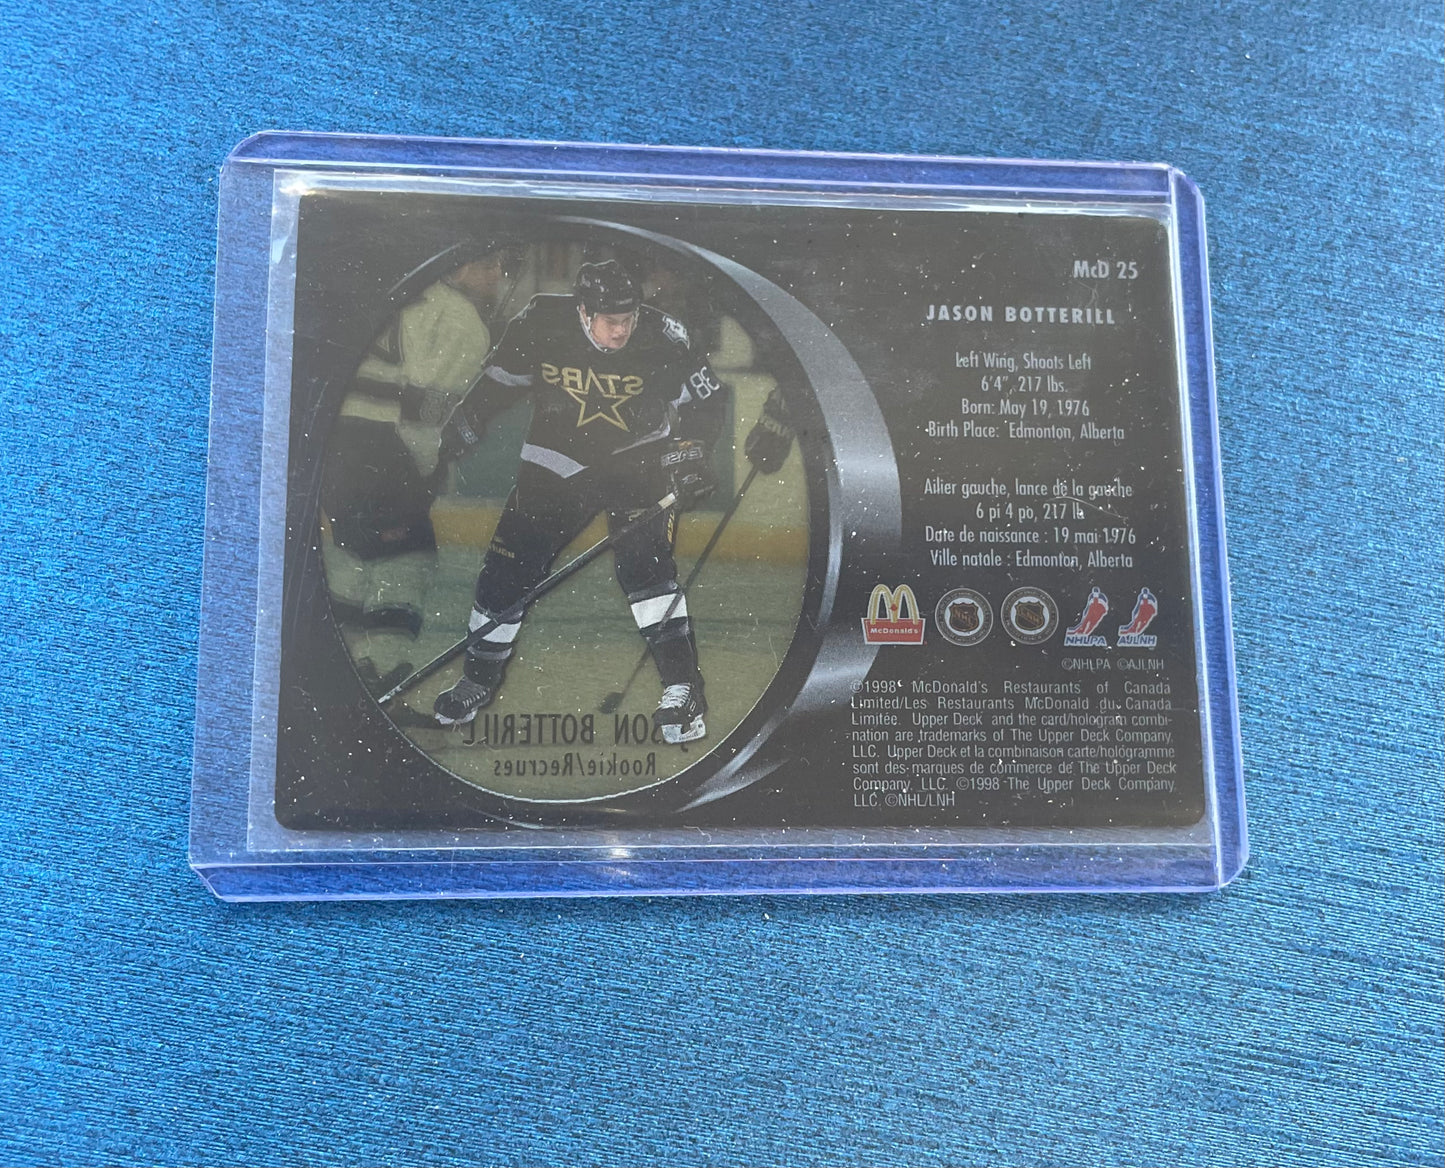 McD 25
JASON BOTTERILL
Left Wing, Shoots Left
6'4", 217 lbs.
Born: May 19, 1976
Birth Place: Edmonton, Alberta
Ailier gauche, lance de la gauche
6 pi 4 po, 217 lb
Date de naissance : 19 mai 1976
Ville natale : Edmonton, Alberta
McDonald's
NHLPA
AJLNH
©NHLPA ©AJLNH
©1998 McDonald's Restaurants of Canada
Limited/Les Restaurants McDonald du Canada
Limitée. Upper Deck and the card/hologram combi-
nation are trademarks of The Upper Deck Company,
LLC. Upper Deck et la combinaison carte/hologramme
sont des marques de commerce de The Upper Deck
Company, LLC. ©1998 The Upper Deck Company,
LLC. ©NHL/LNH
STARS
38
JASON BOTTERILL
Rookie/Recrues